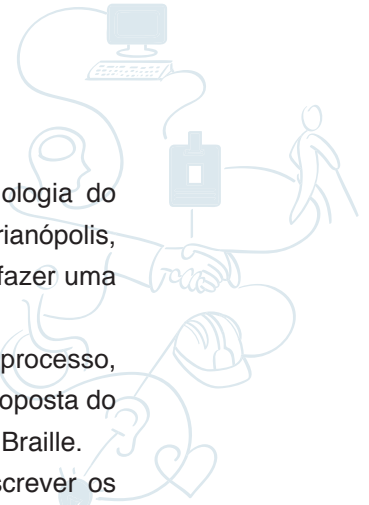 ologia do
rianópolis,
fazer uma
processo,
oposta do
Braille.
screver os